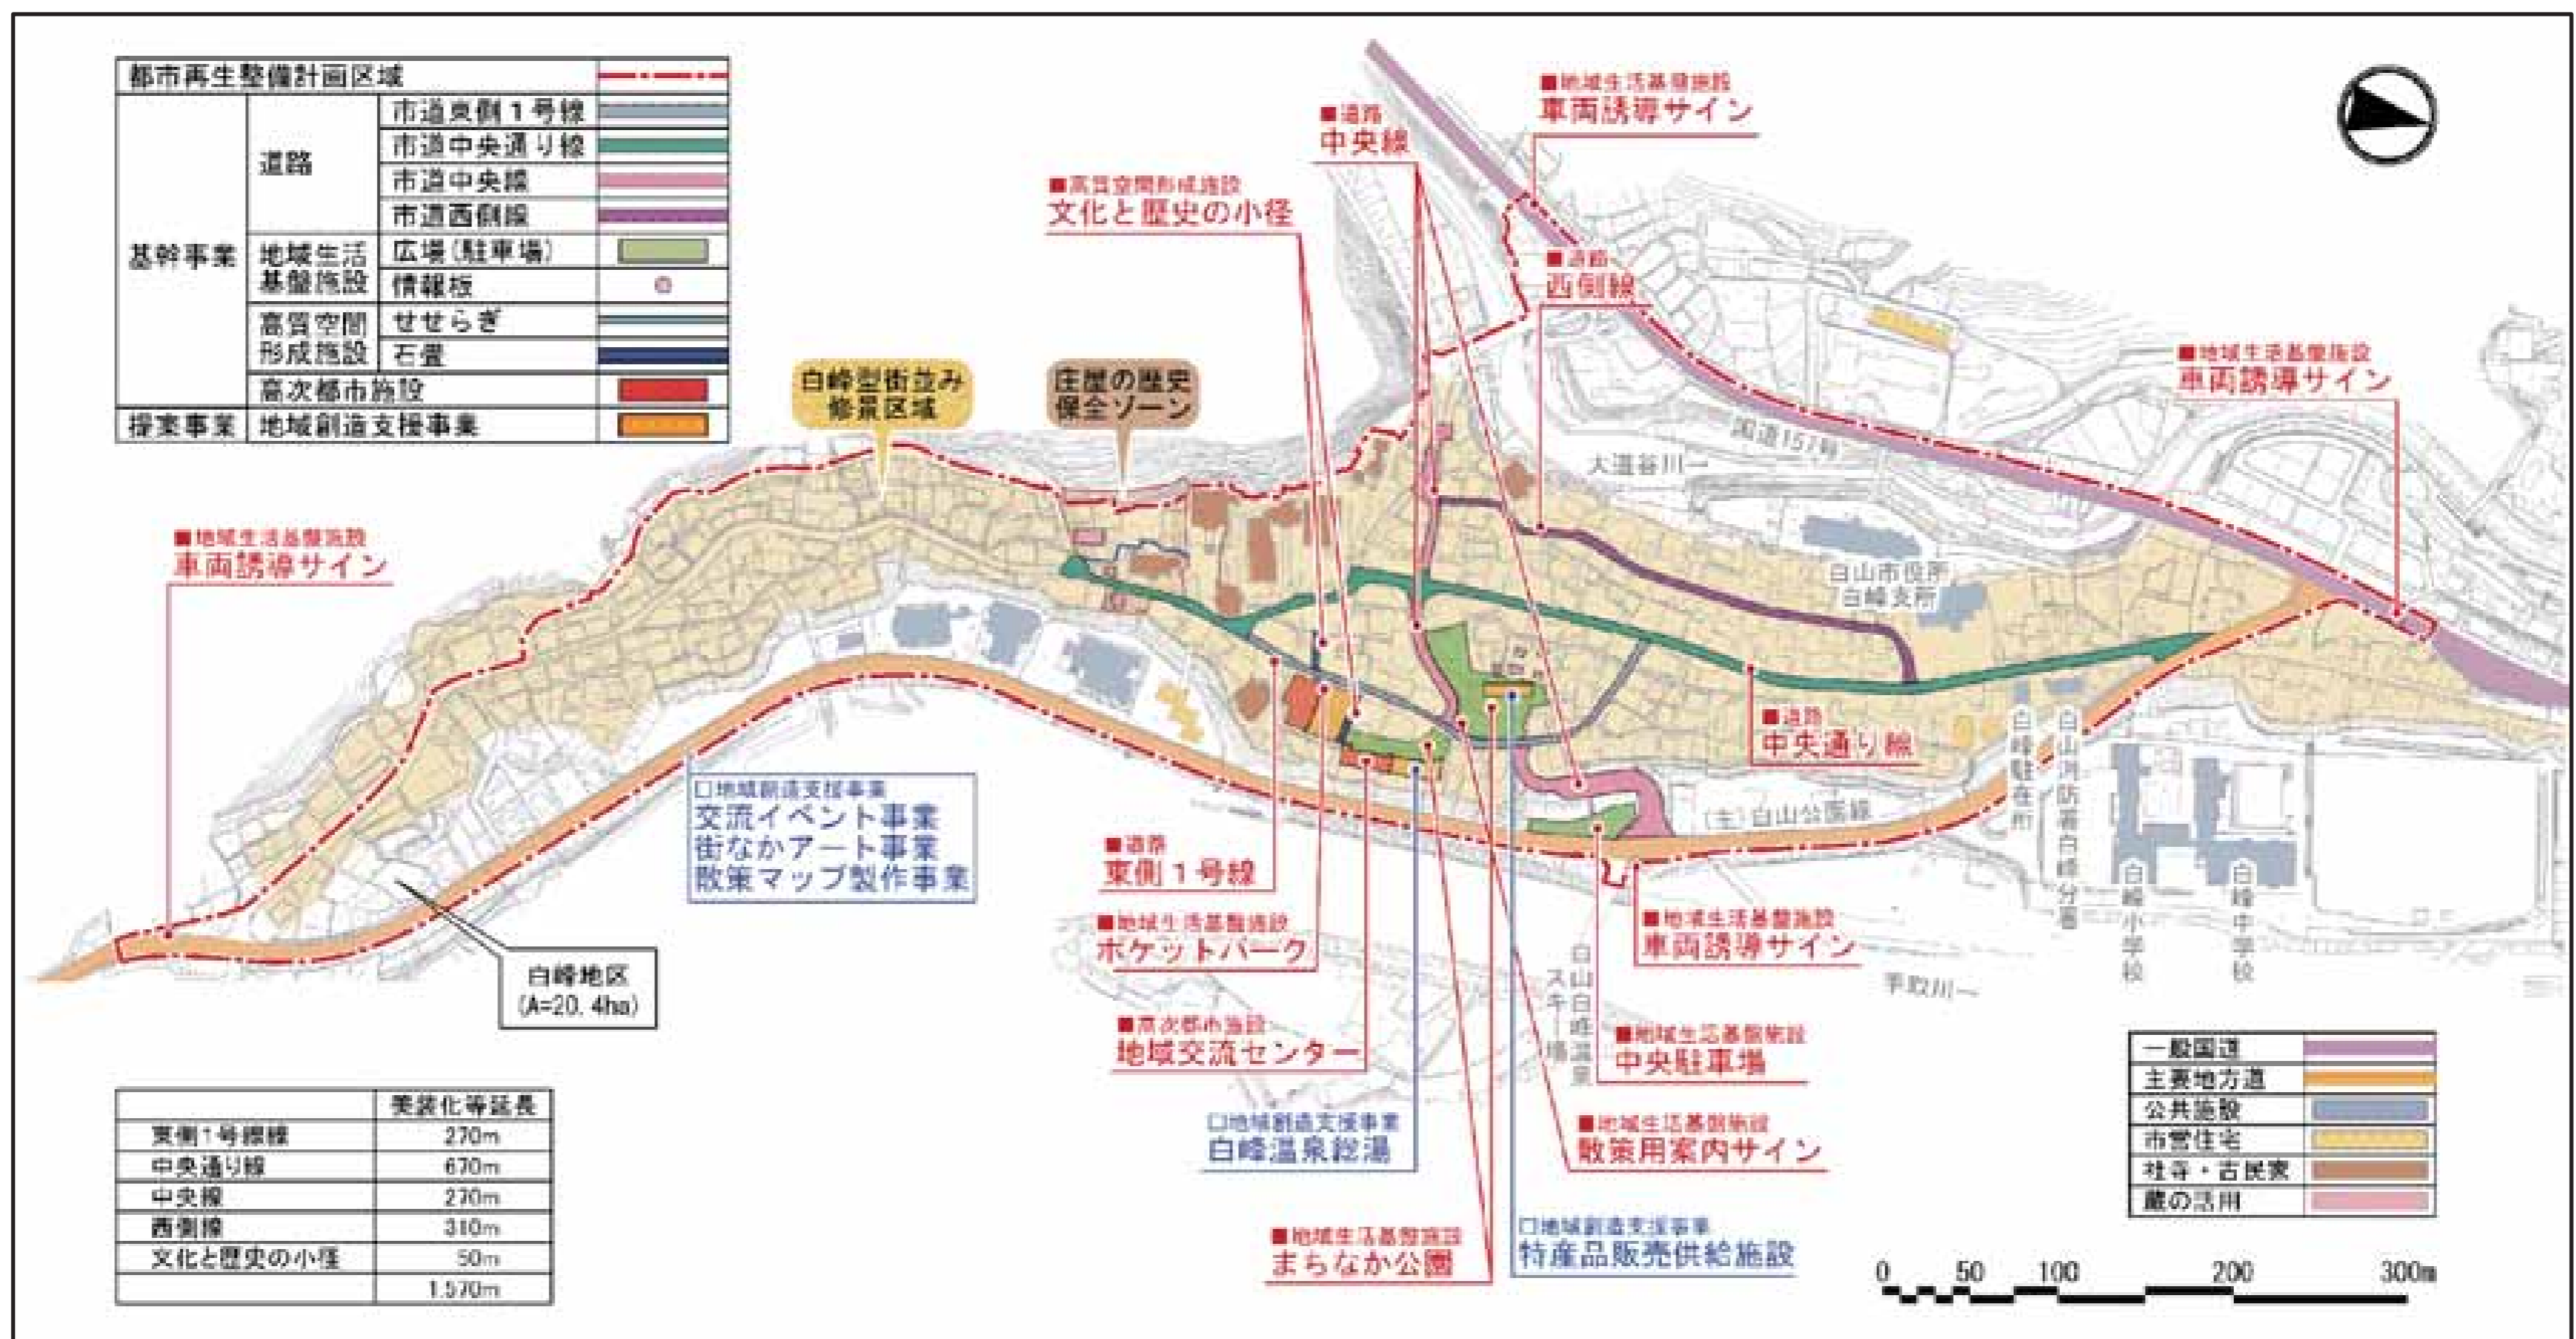 都市再生整備計画区域
基幹事業
道路
市道東側1号線
市道中央通り線
市道中央線
市道西側線
地域生活
基盤施設
広場(駐車場)
情報板
高質空間
形成施設
せせらぎ
石畳
高次都市施設
提案事業
地域創造支援事業
■地域生活基盤施設
車両誘導サイン
■道路
中央線
■高質空間形成施設
文化と歴史の小径
■道路
西側線
■地域生活基盤施設
車両誘導サイン
白峰型街並み
修景区域
庄屋の歴史
保全ゾーン
国道157号
大道谷川
■地域生活基盤施設
車両誘導サイン
白山市役所
白峰支所
■道路
中央通り線
白峰駐在所
白山消防署白峰分署
白峰小学校
白峰中学校
(主)白山公園線
□地域創造支援事業
交流イベント事業
街なかアート事業
散策マップ製作事業
■道路
東側1号線
■地域生活基盤施設
ポケットパーク
■地域生活基盤施設
車両誘導サイン
手取川
白山白峰温泉
スキー場
白峰地区
(A=20.4ha)
■高次都市施設
地域交流センター
■地域生活基盤施設
中央駐車場
□地域創造支援事業
白峰温泉総湯
■地域生活基盤施設
散策用案内サイン
■地域生活基盤施設
まちなか公園
□地域創造支援事業
特産品販売供給施設
美装化等延長
東側1号線線 270m
中央通り線 670m
中央線 270m
西側線 310m
文化と歴史の小径 50m
1,570m
一般国道
主要地方道
公共施設
市営住宅
社寺・古民家
蔵の活用
0 50 100 200 300m